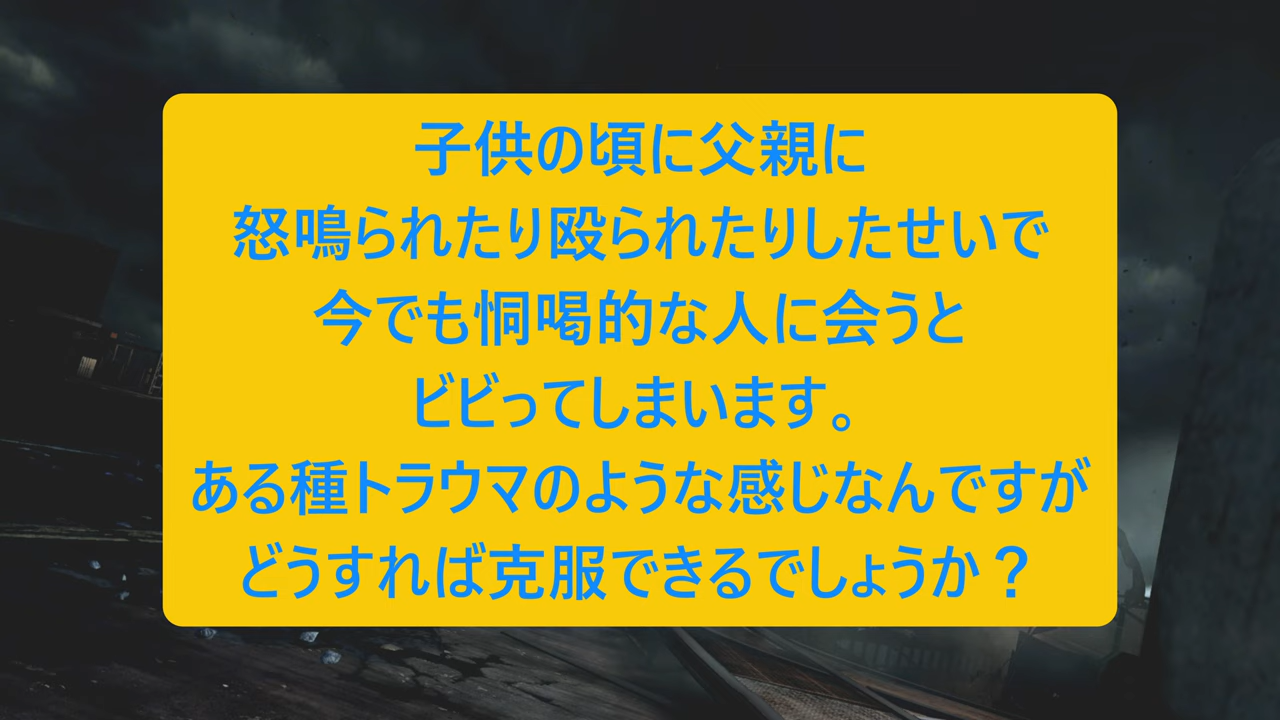 子供の頃に父親に
怒鳴られたり殴られたりしたせいで
今でも恫喝的な人に会うと
ビビってしまいます。
ある種トラウマのような感じなんですが
どうすれば克服できるでしょうか？